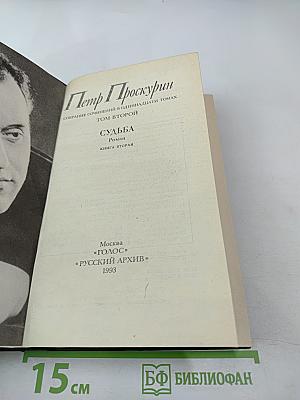 Петр Проскурин
СОБРАНИЕ СОЧИНЕНИЙ В ОДИННАДЦАТИ ТОМАХ
ТОМ ВТОРОЙ
СУДЬБА
Роман
КНИГА ВТОРАЯ
Москва
«ГОЛОС»
«РУССКИЙ АРХИВ»
1993
15 см
БФ БИБЛИОФАН